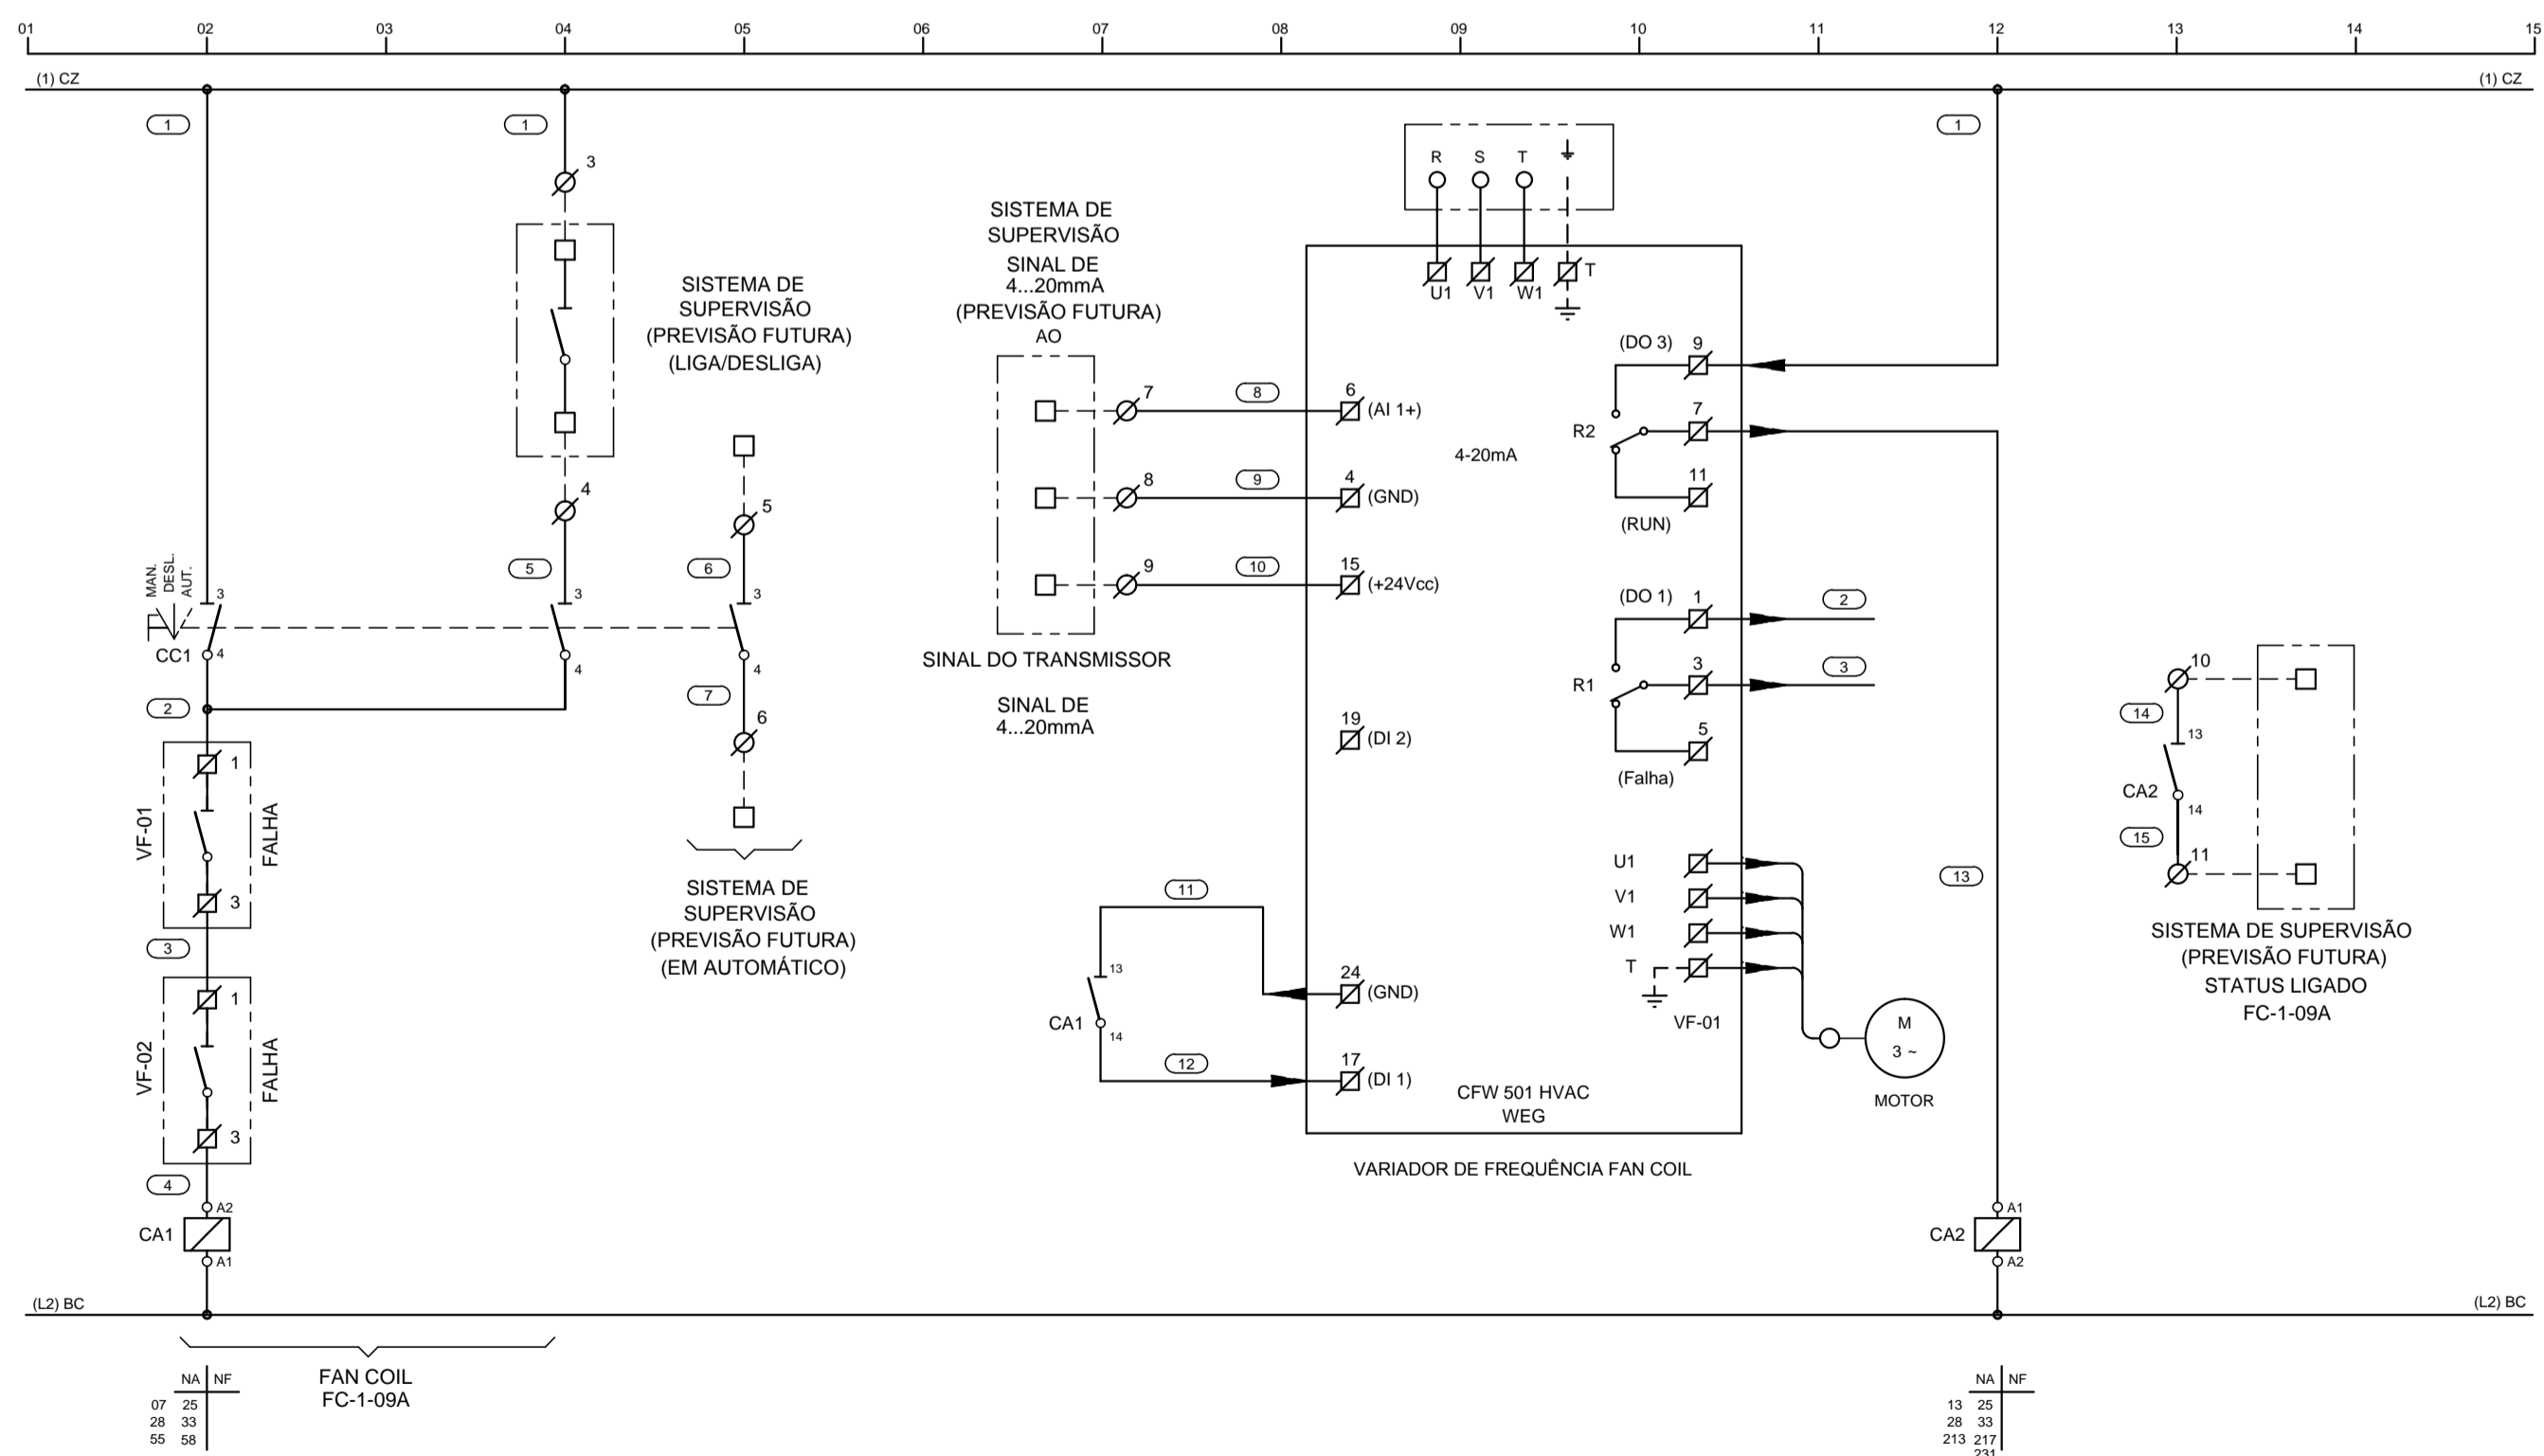 01 02 03 04 05 06 07 08 09 10 11 12 13 14 15
(1) CZ
(1) CZ
1
1
1
3
SISTEMA DE
SUPERVISÃO
(PREVISÃO FUTURA)
(LIGA/DESLIGA)
4
5
MAN.
DESL.
AUT.
3
CC1
4
3
4
2
5
6
3
4
7
6
SISTEMA DE
SUPERVISÃO
(PREVISÃO FUTURA)
(EM AUTOMÁTICO)
VF-01
1
3
FALHA
3
VF-02
1
3
FALHA
4
A2
CA1
A1
SISTEMA DE
SUPERVISÃO
SINAL DE
4...20mmA
(PREVISÃO FUTURA)
AO
7
8
8
9
9
10
SINAL DO TRANSMISSOR
SINAL DE
4...20mmA
R S T
U1 V1 W1 T
6
(AI 1+)
4
(GND)
15
(+24Vcc)
19
(DI 2)
24
(GND)
17
(DI 1)
4-20mA
(DO 3) 9
R2
7
11
(RUN)
(DO 1) 1
R1
3
5
(Falha)
2
3
U1
V1
W1
T
VF-01
CFW 501 HVAC
WEG
VARIADOR DE FREQUÊNCIA FAN COIL
11
13
CA1
14
12
M
3 ~
MOTOR
13
A1
CA2
A2
10
14
13
CA2
14
15
11
SISTEMA DE SUPERVISÃO
(PREVISÃO FUTURA)
STATUS LIGADO
FC-1-09A
(L2) BC
(L2) BC
FAN COIL
FC-1-09A
NA NF
07 25
28 33
55 58
NA NF
13 25
28 33
213 217
231